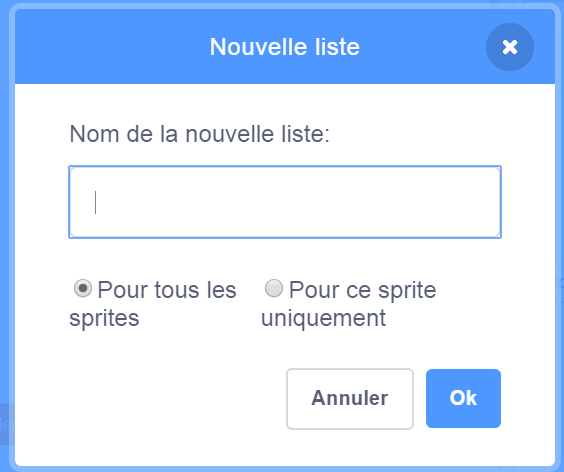 Nouvelle liste
Nom de la nouvelle liste:
Pour tous les sprites
Pour ce sprite uniquement
Annuler
Ok